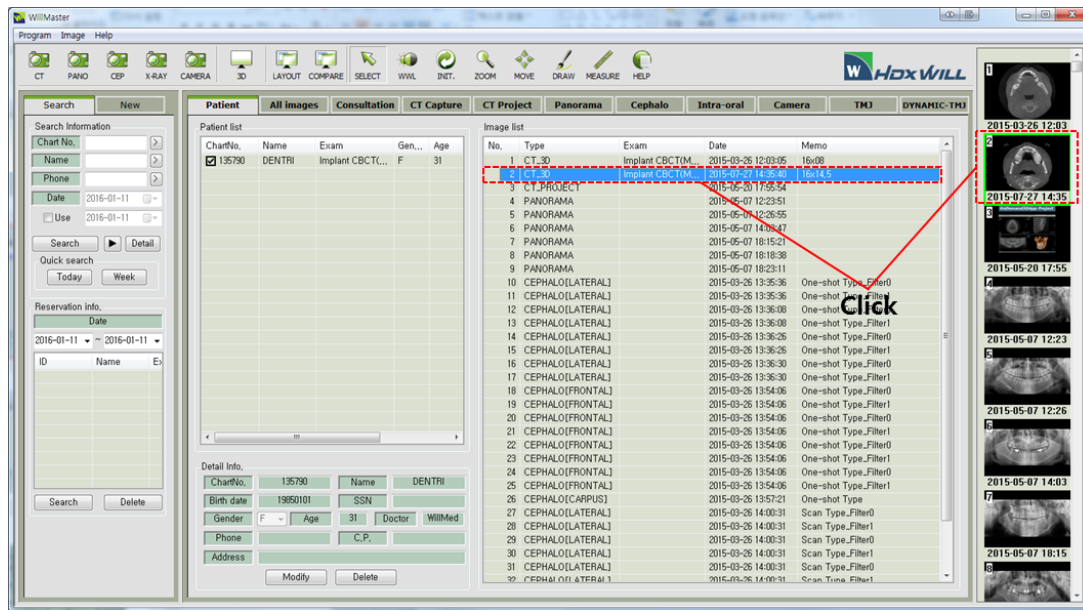 WillMaster
Program Image Help
CT PANO CEP X-RAY CAMERA 3D LAYOUT COMPARE SELECT WWL INIT. ZOOM MOVE DRAW MEASURE HELP
W HDX WILL
Search New
Search Information
Chart No,
Name
Phone
Date 2016-01-11
Use 2016-01-11
Search Detail
Quick search
Today Week
Reservation info,
Date
2016-01-11 ~ 2016-01-11
ID Name Ex
Search Delete
Patient All images Consultation CT Capture CT Project Panorama Cephalo Intra-oral Camera TMJ DYNAMIC-TMJ
Patient list
ChartNo, Name Exam Gen,,, Age
135790 DENTRI Implant CBCT(,,, F 31
Detail Info,
ChartNo, 135790 Name DENTRI
Birth date 19850101 SSN
Gender F Age 31 Doctor WillMed
Phone C,P,
Address
Modify Delete
Image list
No, Type Exam Date Memo
1 CT_3D Implant CBCT(M,,, 2015-03-26 12:03:05 16x08
2 CT_3D Implant CBCT(M,,, 2015-07-27 14:35:40 16x14,5
3 CT_PROJECT 2015-05-20 17:55:54
4 PANORAMA 2015-05-07 12:23:51
5 PANORAMA 2015-05-07 12:26:55
6 PANORAMA 2015-05-07 14:03:47
7 PANORAMA 2015-05-07 18:15:21
8 PANORAMA 2015-05-07 18:18:38
9 PANORAMA 2015-05-07 18:23:11
10 CEPHALO[LATERAL] 2015-03-26 13:35:36 One-shot Type_Filter0
11 CEPHALO[LATERAL] 2015-03-26 13:35:36 One-shot Type_Filter1
12 CEPHALO[LATERAL] 2015-03-26 13:36:08 One-shot Type_Filter0
13 CEPHALO[LATERAL] 2015-03-26 13:36:08 One-shot Type_Filter1
14 CEPHALO[LATERAL] 2015-03-26 13:36:26 One-shot Type_Filter0
15 CEPHALO[LATERAL] 2015-03-26 13:36:26 One-shot Type_Filter1
16 CEPHALO[LATERAL] 2015-03-26 13:36:30 One-shot Type_Filter0
17 CEPHALO[LATERAL] 2015-03-26 13:36:30 One-shot Type_Filter1
18 CEPHALO[FRONTAL] 2015-03-26 13:54:06 One-shot Type_Filter0
19 CEPHALO[FRONTAL] 2015-03-26 13:54:06 One-shot Type_Filter1
20 CEPHALO[FRONTAL] 2015-03-26 13:54:06 One-shot Type_Filter0
21 CEPHALO[FRONTAL] 2015-03-26 13:54:06 One-shot Type_Filter1
22 CEPHALO[FRONTAL] 2015-03-26 13:54:06 One-shot Type_Filter0
23 CEPHALO[FRONTAL] 2015-03-26 13:54:06 One-shot Type_Filter1
24 CEPHALO[FRONTAL] 2015-03-26 13:54:06 One-shot Type_Filter0
25 CEPHALO[FRONTAL] 2015-03-26 13:54:06 One-shot Type_Filter1
26 CEPHALO[CARPUS] 2015-03-26 13:57:21 One-shot Type
27 CEPHALO[LATERAL] 2015-03-26 14:00:31 Scan Type_Filter0
28 CEPHALO[LATERAL] 2015-03-26 14:00:31 Scan Type_Filter1
29 CEPHALO[LATERAL] 2015-03-26 14:00:31 Scan Type_Filter0
30 CEPHALO[LATERAL] 2015-03-26 14:00:31 Scan Type_Filter1
31 CEPHALO[LATERAL] 2015-03-26 14:00:31 Scan Type_Filter0
32 CEPHALO[LATERAL] 2015-03-26 14:00:31 Scan Type_Filter1
Click
1
2015-03-26 12:03
2
2015-07-27 14:35
3
2015-05-20 17:55
4
2015-05-07 12:23
5
2015-05-07 12:26
6
2015-05-07 14:03
7
2015-05-07 18:15
8